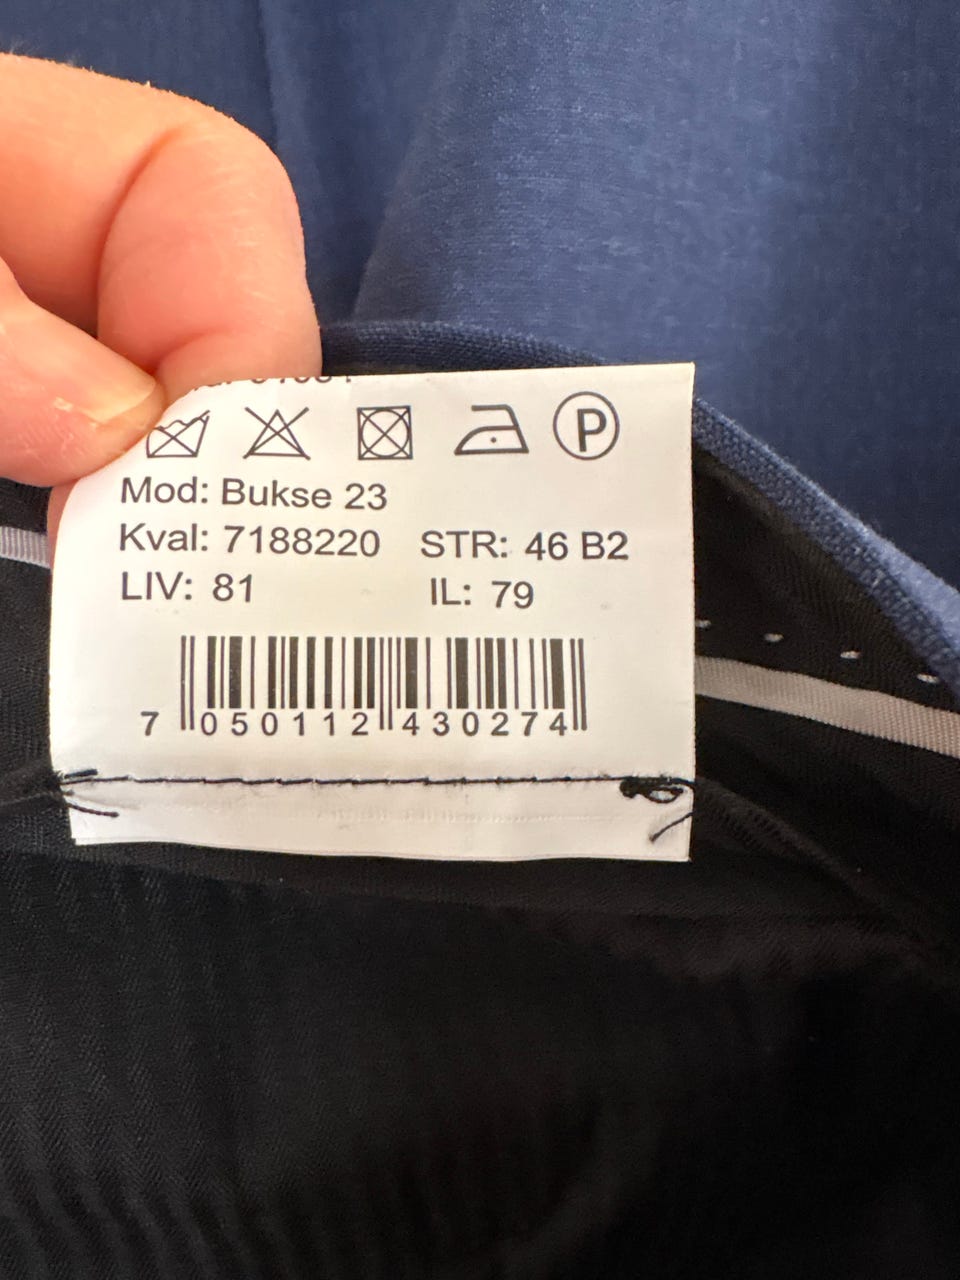 P
Mod: Bukse 23
Kval: 7188220 STR: 46 B2
LIV: 81 IL: 79
7 050112 430274